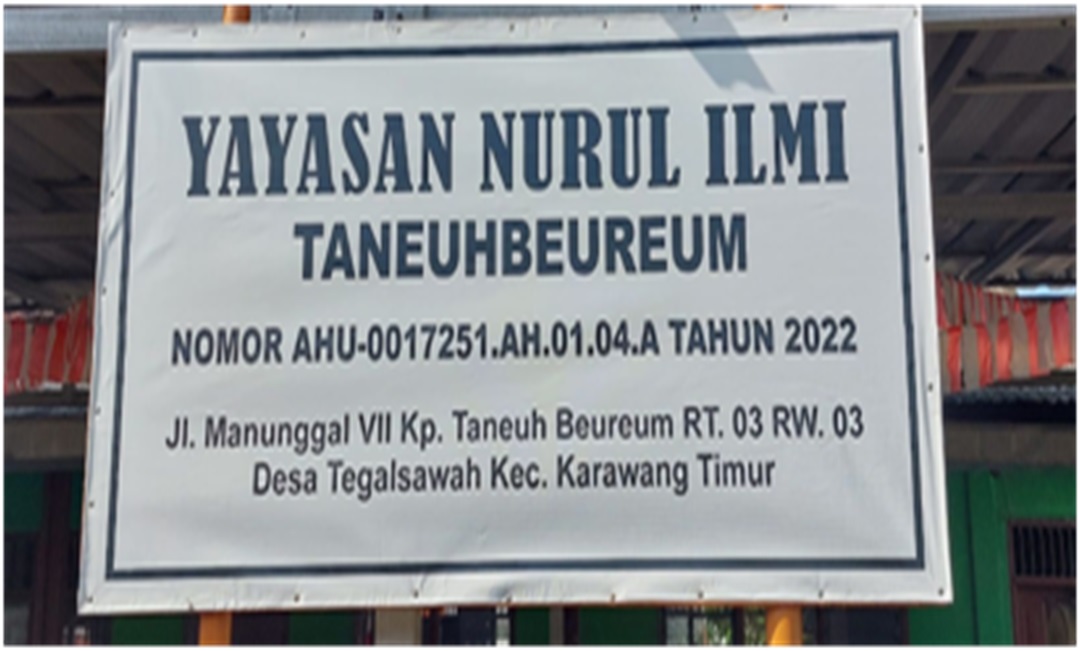 YAYASAN NURUL ILMI
TANEUHBEUREUM
NOMOR AHU-0017251.AH.01.04.A TAHUN 2022
Jl. Manunggal VII Kp. Taneuh Beureum RT. 03 RW. 03
Desa Tegalsawah Kec. Karawang Timur